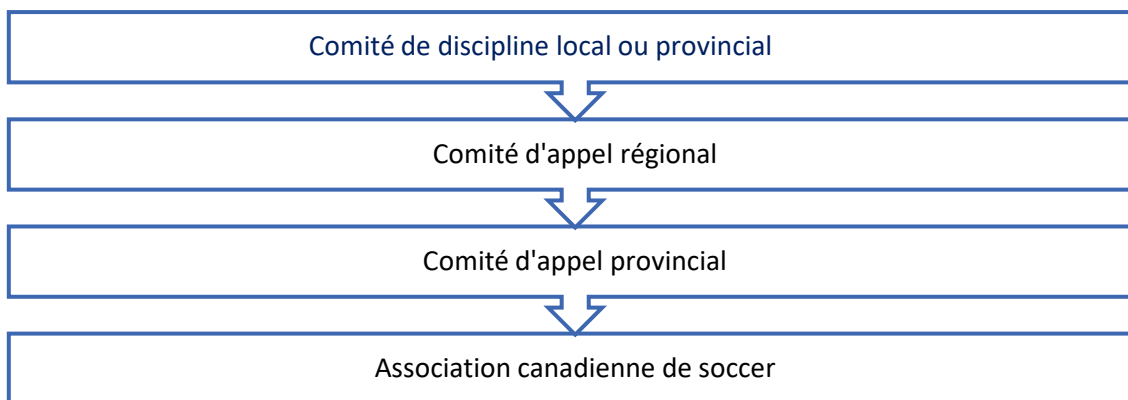 Comité de discipline local ou provincial
Comité d'appel régional
Comité d'appel provincial
Association canadienne de soccer